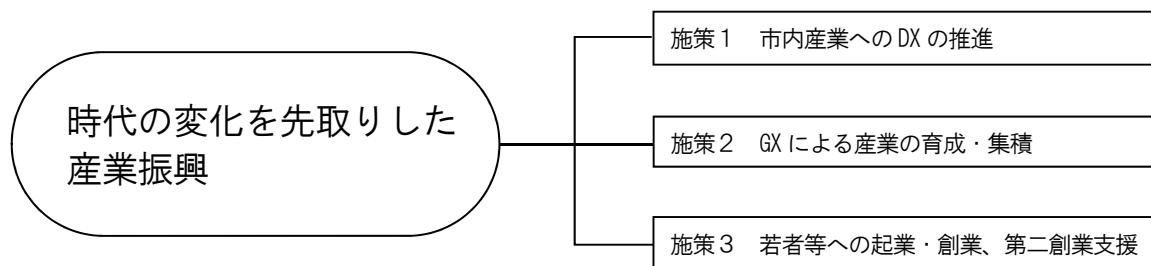 時代の変化を先取りした
産業振興
施策1　市内産業へのDXの推進
施策2　GXによる産業の育成・集積
施策3　若者等への起業・創業、第二創業支援